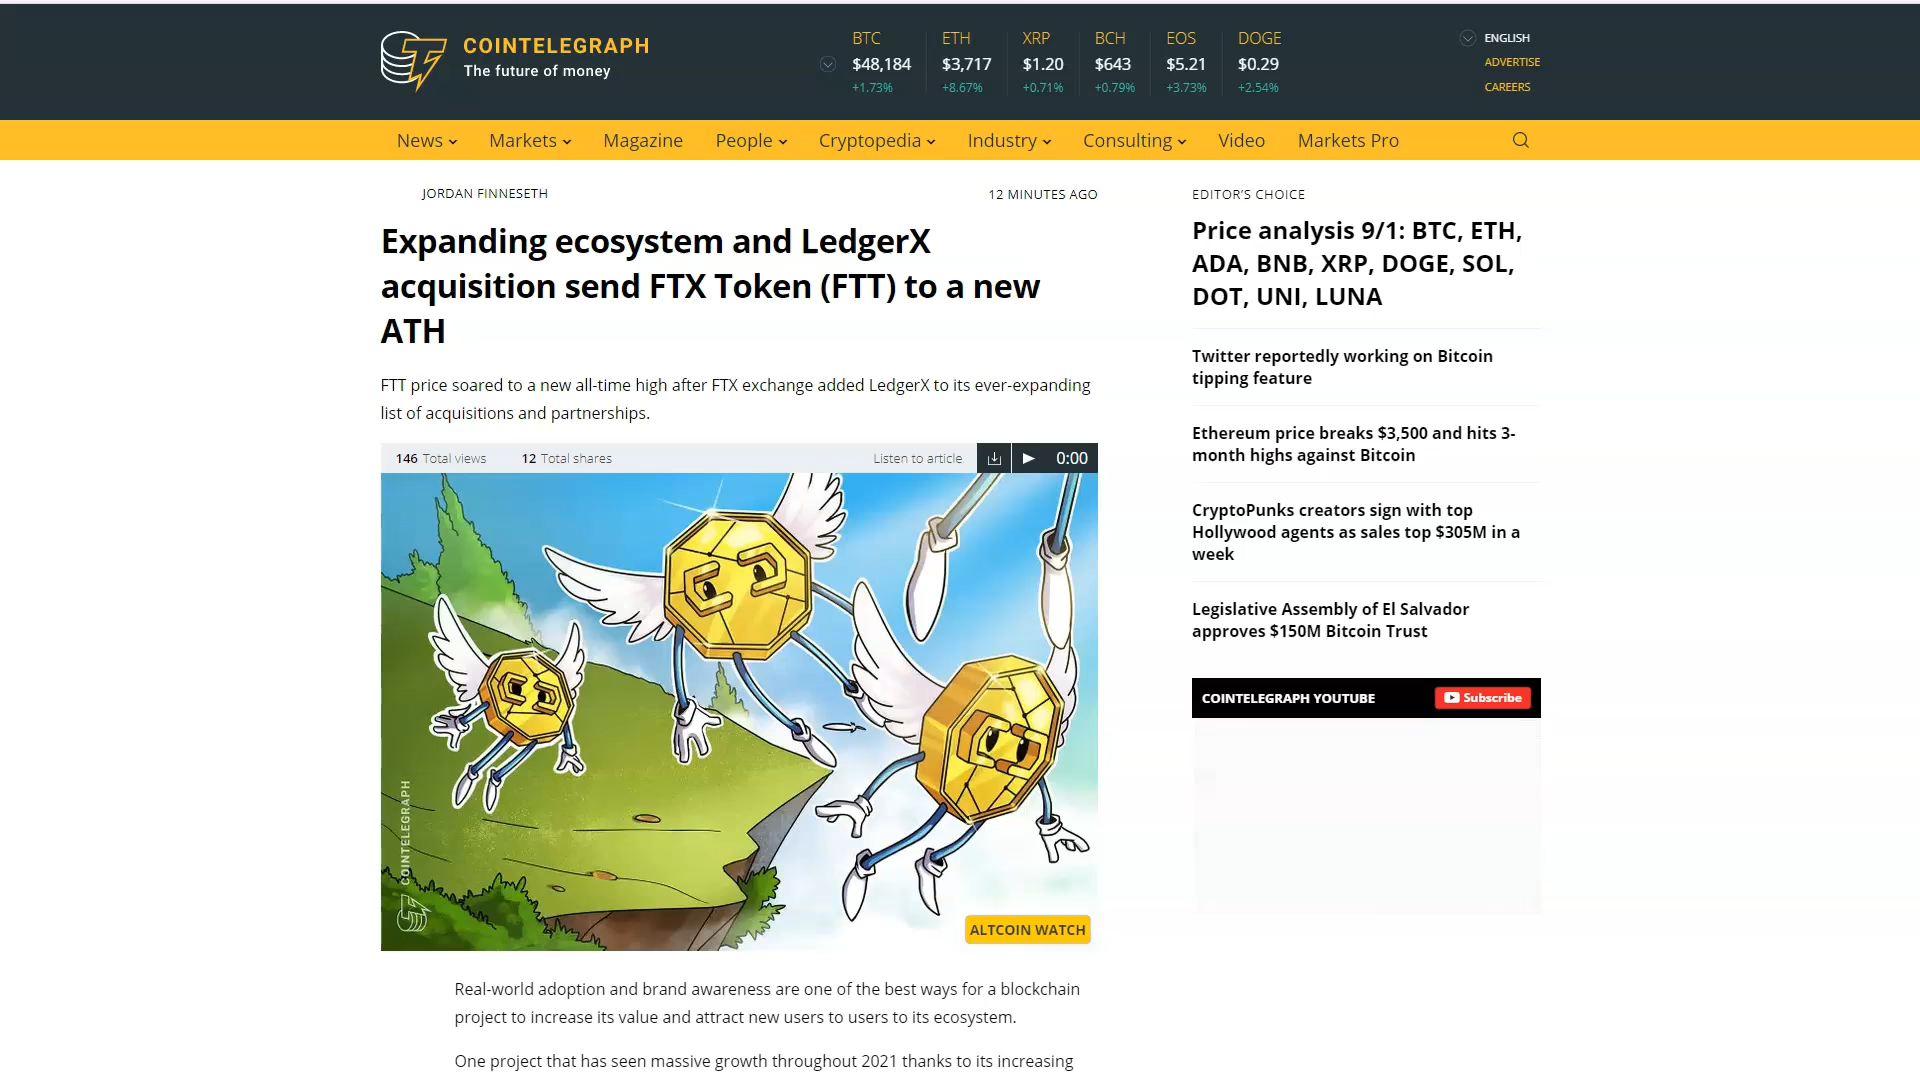 COINTELEGRAPH
The future of money
BTC
$48,184
+1.73%
ETH
$3,717
+8.67%
XRP
$1.20
+0.71%
BCH
$643
+0.79%
EOS
$5.21
+3.73%
DOGE
$0.29
+2.54%
ENGLISH
ADVERTISE
CAREERS
News Markets Magazine People Cryptopedia Industry Consulting Video Markets Pro
JORDAN FINNESETH
12 MINUTES AGO
Expanding ecosystem and LedgerX
acquisition send FTX Token (FTT) to a new
ATH
FTT price soared to a new all-time high after FTX exchange added LedgerX to its ever-expanding
list of acquisitions and partnerships.
146 Total views 12 Total shares Listen to article 0:00
COINTELEGRAPH
ALTCOIN WATCH
Real-world adoption and brand awareness are one of the best ways for a blockchain
project to increase its value and attract new users to users to its ecosystem.
One project that has seen massive growth throughout 2021 thanks to its increasing
EDITOR'S CHOICE
Price analysis 9/1: BTC, ETH,
ADA, BNB, XRP, DOGE, SOL,
DOT, UNI, LUNA
Twitter reportedly working on Bitcoin
tipping feature
Ethereum price breaks $3,500 and hits 3-
month highs against Bitcoin
CryptoPunks creators sign with top
Hollywood agents as sales top $305M in a
week
Legislative Assembly of El Salvador
approves $150M Bitcoin Trust
COINTELEGRAPH YOUTUBE
Subscribe